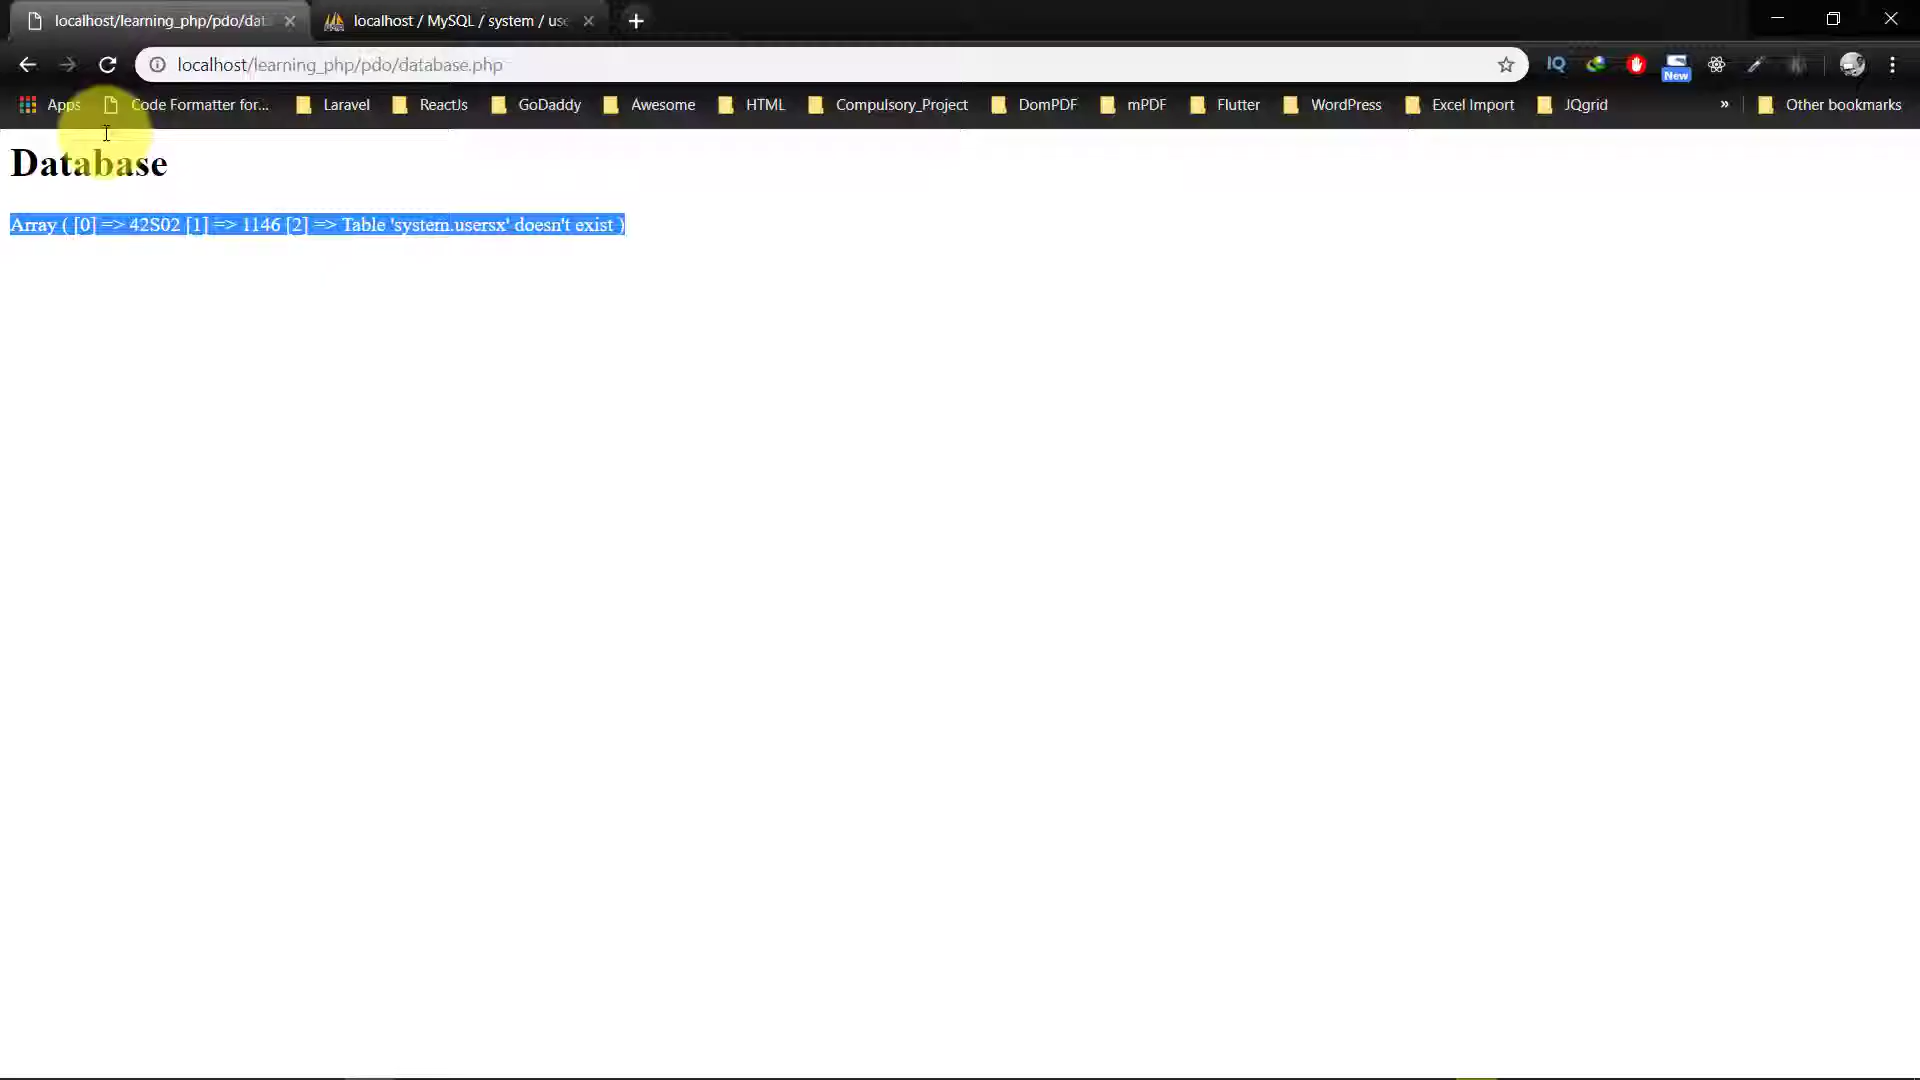 localhost/learning_php/pdo/dat
localhost / MySQL / system / use
localhost/learning_php/pdo/database.php
IQ
New
Apps
Code Formatter for...
Laravel
ReactJs
GoDaddy
Awesome
HTML
Compulsory_Project
DomPDF
mPDF
Flutter
WordPress
Excel Import
JQgrid
»
Other bookmarks
Database
Array ( [0] => 42S02 [1] => 1146 [2] => Table 'system.usersx' doesn't exist )